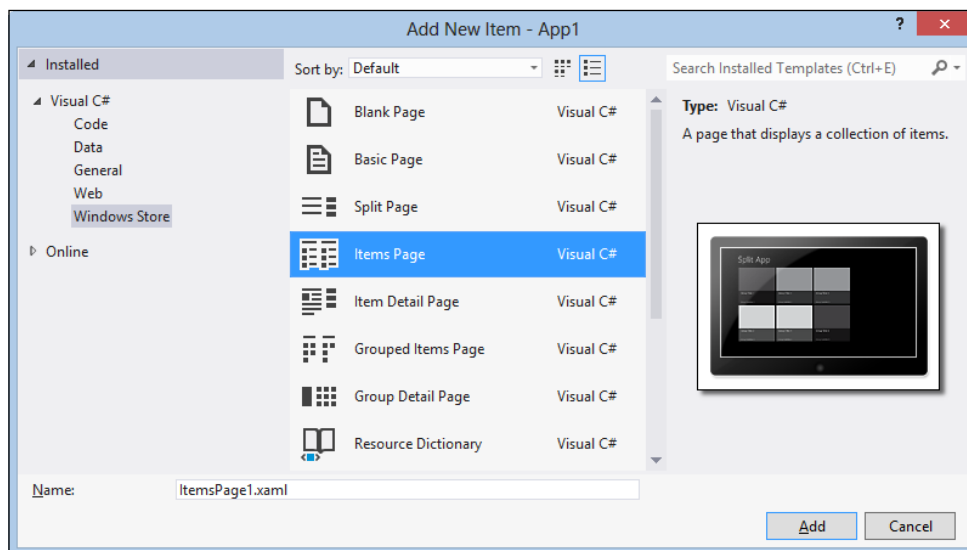 Add New Item - App1
?
Installed
Sort by: Default
Search Installed Templates (Ctrl+E)
Visual C#
Code
Data
General
Web
Windows Store
Online
Blank Page Visual C#
Basic Page Visual C#
Split Page Visual C#
Items Page Visual C#
Item Detail Page Visual C#
Grouped Items Page Visual C#
Group Detail Page Visual C#
Resource Dictionary Visual C#
Type: Visual C#
A page that displays a collection of items.
Split App
Name: ItemsPage1.xaml
Add Cancel